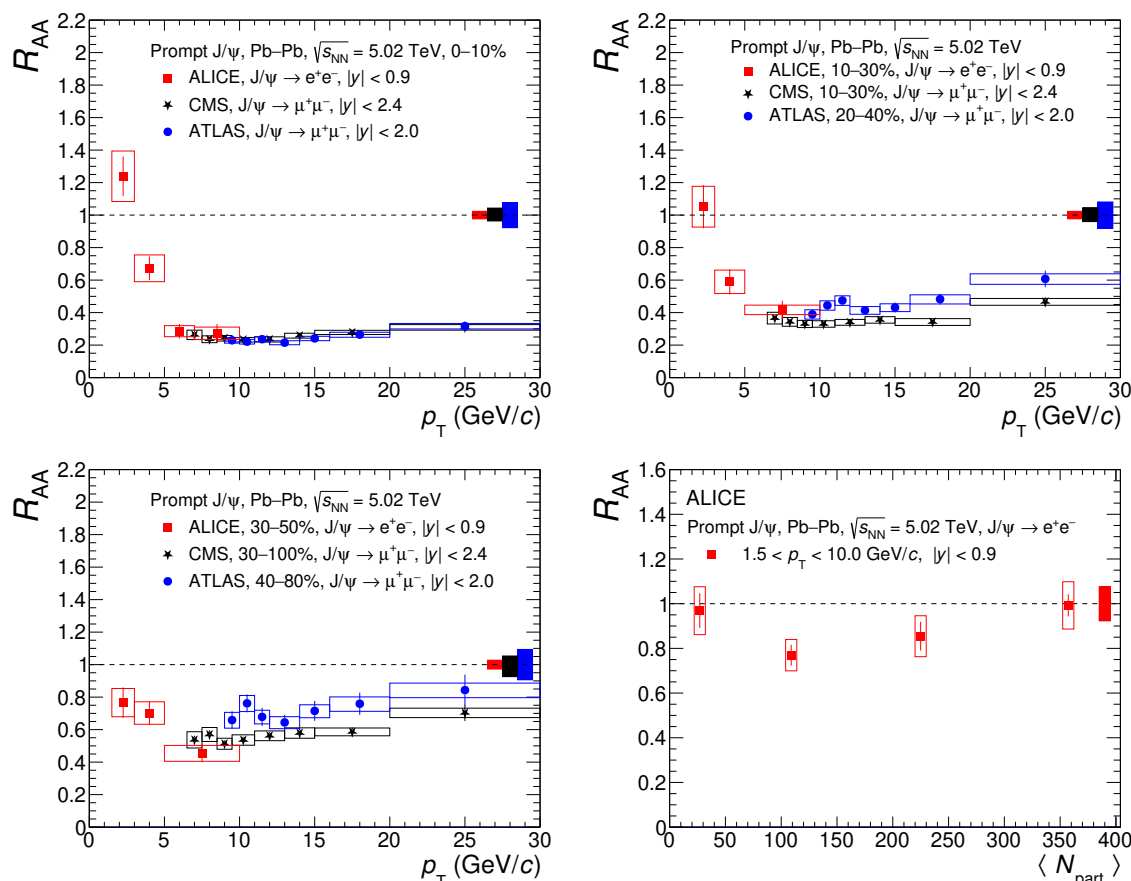 R_AA
2.2
2
1.8
1.6
1.4
1.2
1
0.8
0.6
0.4
0.2
0
Prompt J/ψ, Pb–Pb, √s_NN = 5.02 TeV, 0–10%
ALICE, J/ψ → e⁺e⁻, |y| < 0.9
CMS, J/ψ → μ⁺μ⁻, |y| < 2.4
ATLAS, J/ψ → μ⁺μ⁻, |y| < 2.0
0 5 10 15 20 25 30
p_T (GeV/c)
R_AA
2.2
2
1.8
1.6
1.4
1.2
1
0.8
0.6
0.4
0.2
0
Prompt J/ψ, Pb–Pb, √s_NN = 5.02 TeV
ALICE, 10–30%, J/ψ → e⁺e⁻, |y| < 0.9
CMS, 10–30%, J/ψ → μ⁺μ⁻, |y| < 2.4
ATLAS, 20–40%, J/ψ → μ⁺μ⁻, |y| < 2.0
0 5 10 15 20 25 30
p_T (GeV/c)
R_AA
2.2
2
1.8
1.6
1.4
1.2
1
0.8
0.6
0.4
0.2
0
Prompt J/ψ, Pb–Pb, √s_NN = 5.02 TeV
ALICE, 30–50%, J/ψ → e⁺e⁻, |y| < 0.9
CMS, 30–100%, J/ψ → μ⁺μ⁻, |y| < 2.4
ATLAS, 40–80%, J/ψ → μ⁺μ⁻, |y| < 2.0
0 5 10 15 20 25 30
p_T (GeV/c)
R_AA
1.6
1.4
1.2
1
0.8
0.6
0.4
0.2
0
ALICE
Prompt J/ψ, Pb–Pb, √s_NN = 5.02 TeV, J/ψ → e⁺e⁻
1.5 < p_T < 10.0 GeV/c, |y| < 0.9
0 50 100 150 200 250 300 350 400
⟨ N_part ⟩